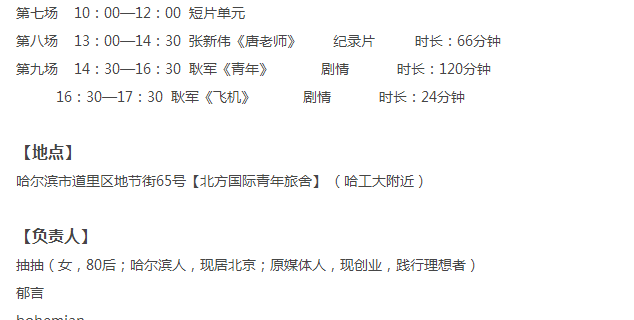 第七场 10：00—12：00 短片单元
第八场 13：00—14：30 张新伟《唐老师》 纪录片 时长：66分钟
第九场 14：30—16：30 耿军《青年》 剧情 时长：120分钟
16：30—17：30 耿军《飞机》 剧情 时长：24分钟
【地点】
哈尔滨市道里区地节街65号【北方国际青年旅舍】（哈工大附近）
【负责人】
抽抽（女，80后；哈尔滨人，现居北京；原媒体人，现创业，践行理想者）
郁言
bohemian